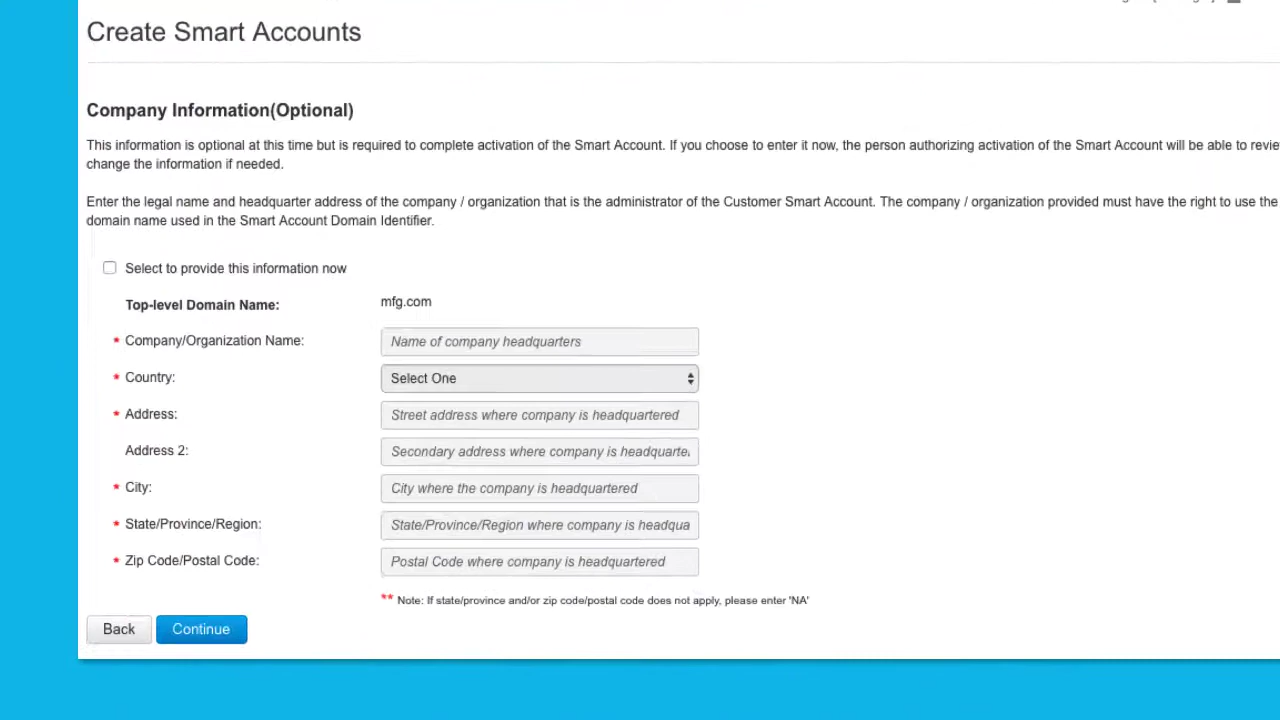 Create Smart Accounts
Company Information(Optional)
This information is optional at this time but is required to complete activation of the Smart Account. If you choose to enter it now, the person authorizing activation of the Smart Account will be able to
change the information if needed.
Enter the legal name and headquarter address of the company / organization that is the administrator of the Customer Smart Account. The company / organization provided must have the right to use the
domain name used in the Smart Account Domain Identifier.
Select to provide this information now
Top-level Domain Name: mfg.com
* Company/Organization Name: Name of company headquarters
* Country: Select One
* Address: Street address where company is headquartered
Address 2: Secondary address where company is headquarte
* City: City where the company is headquartered
* State/Province/Region: State/Province/Region where company is headqua
* Zip Code/Postal Code: Postal Code where company is headquartered
** Note: If state/province and/or zip code/postal code does not apply, please enter 'NA'
Back Continue